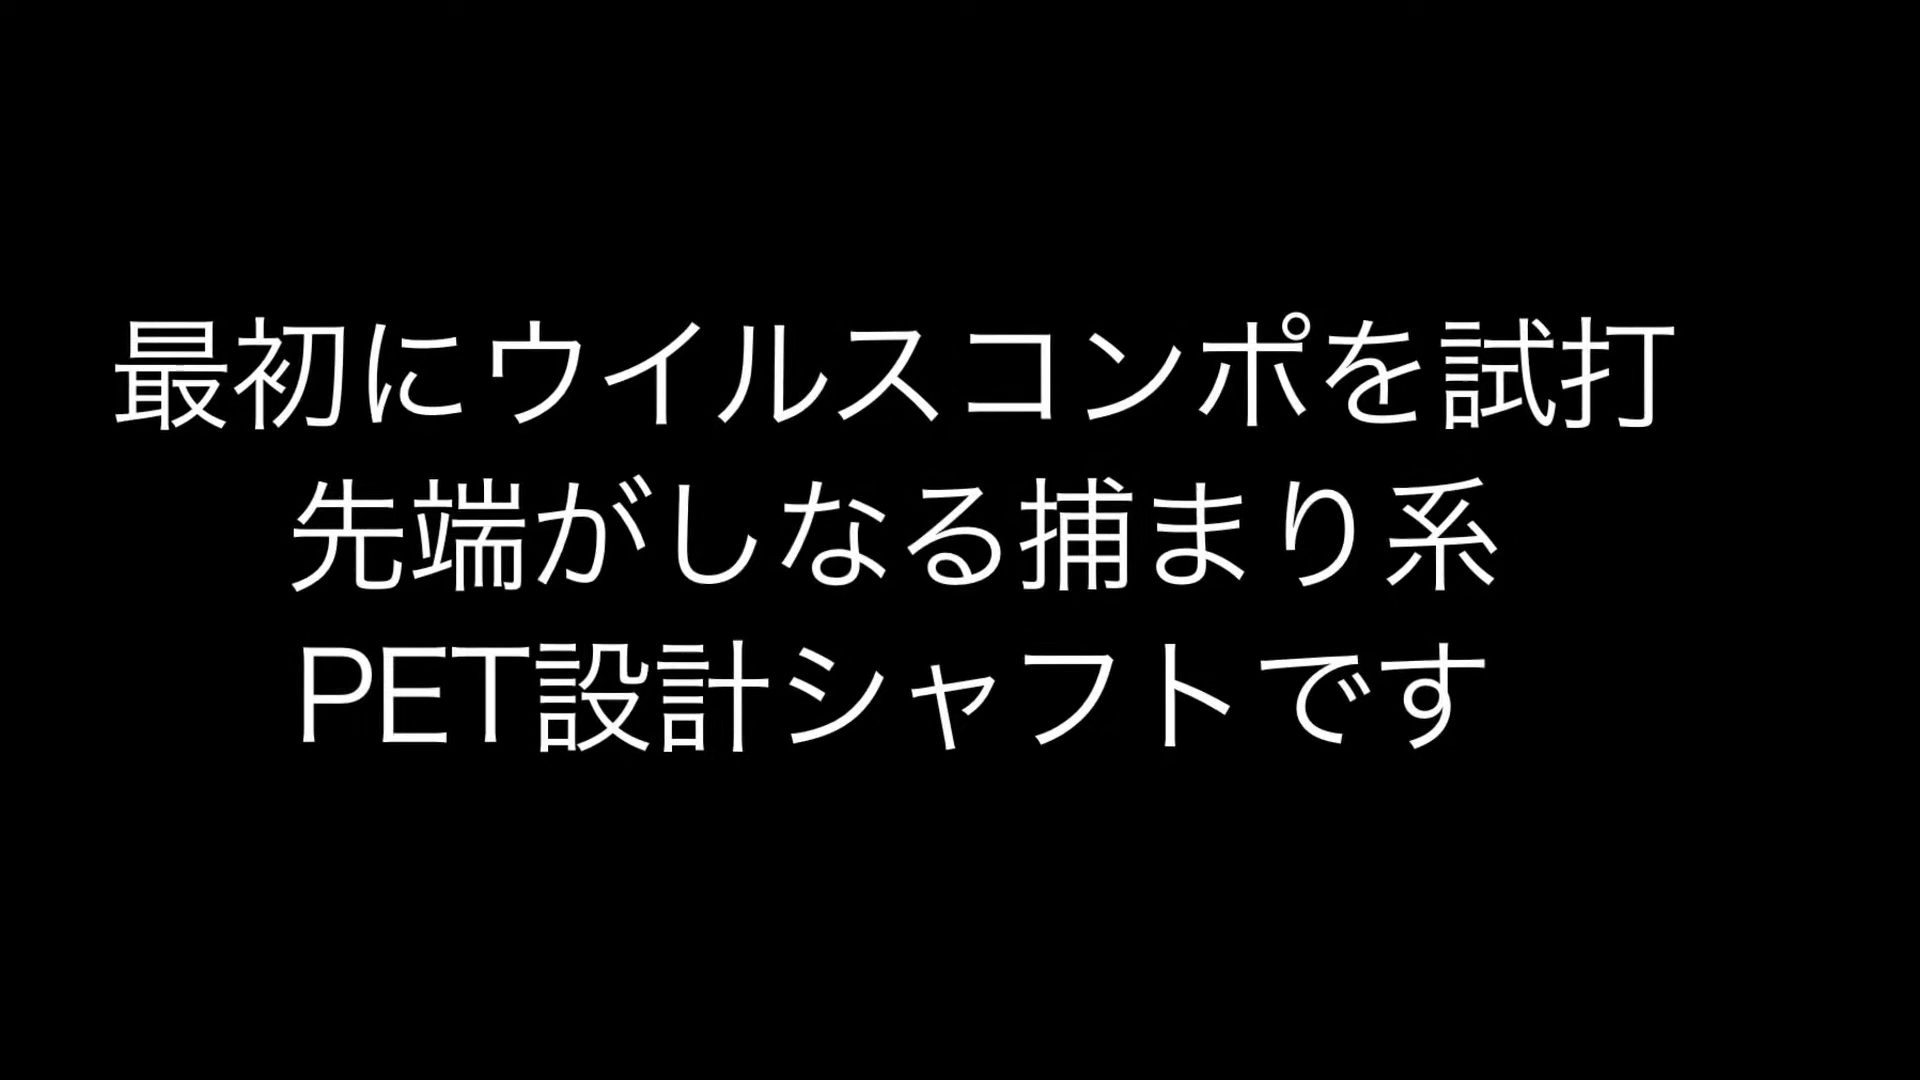 最初にウイルスコンポを試打
先端がしなる捕まり系
PET設計シャフトです